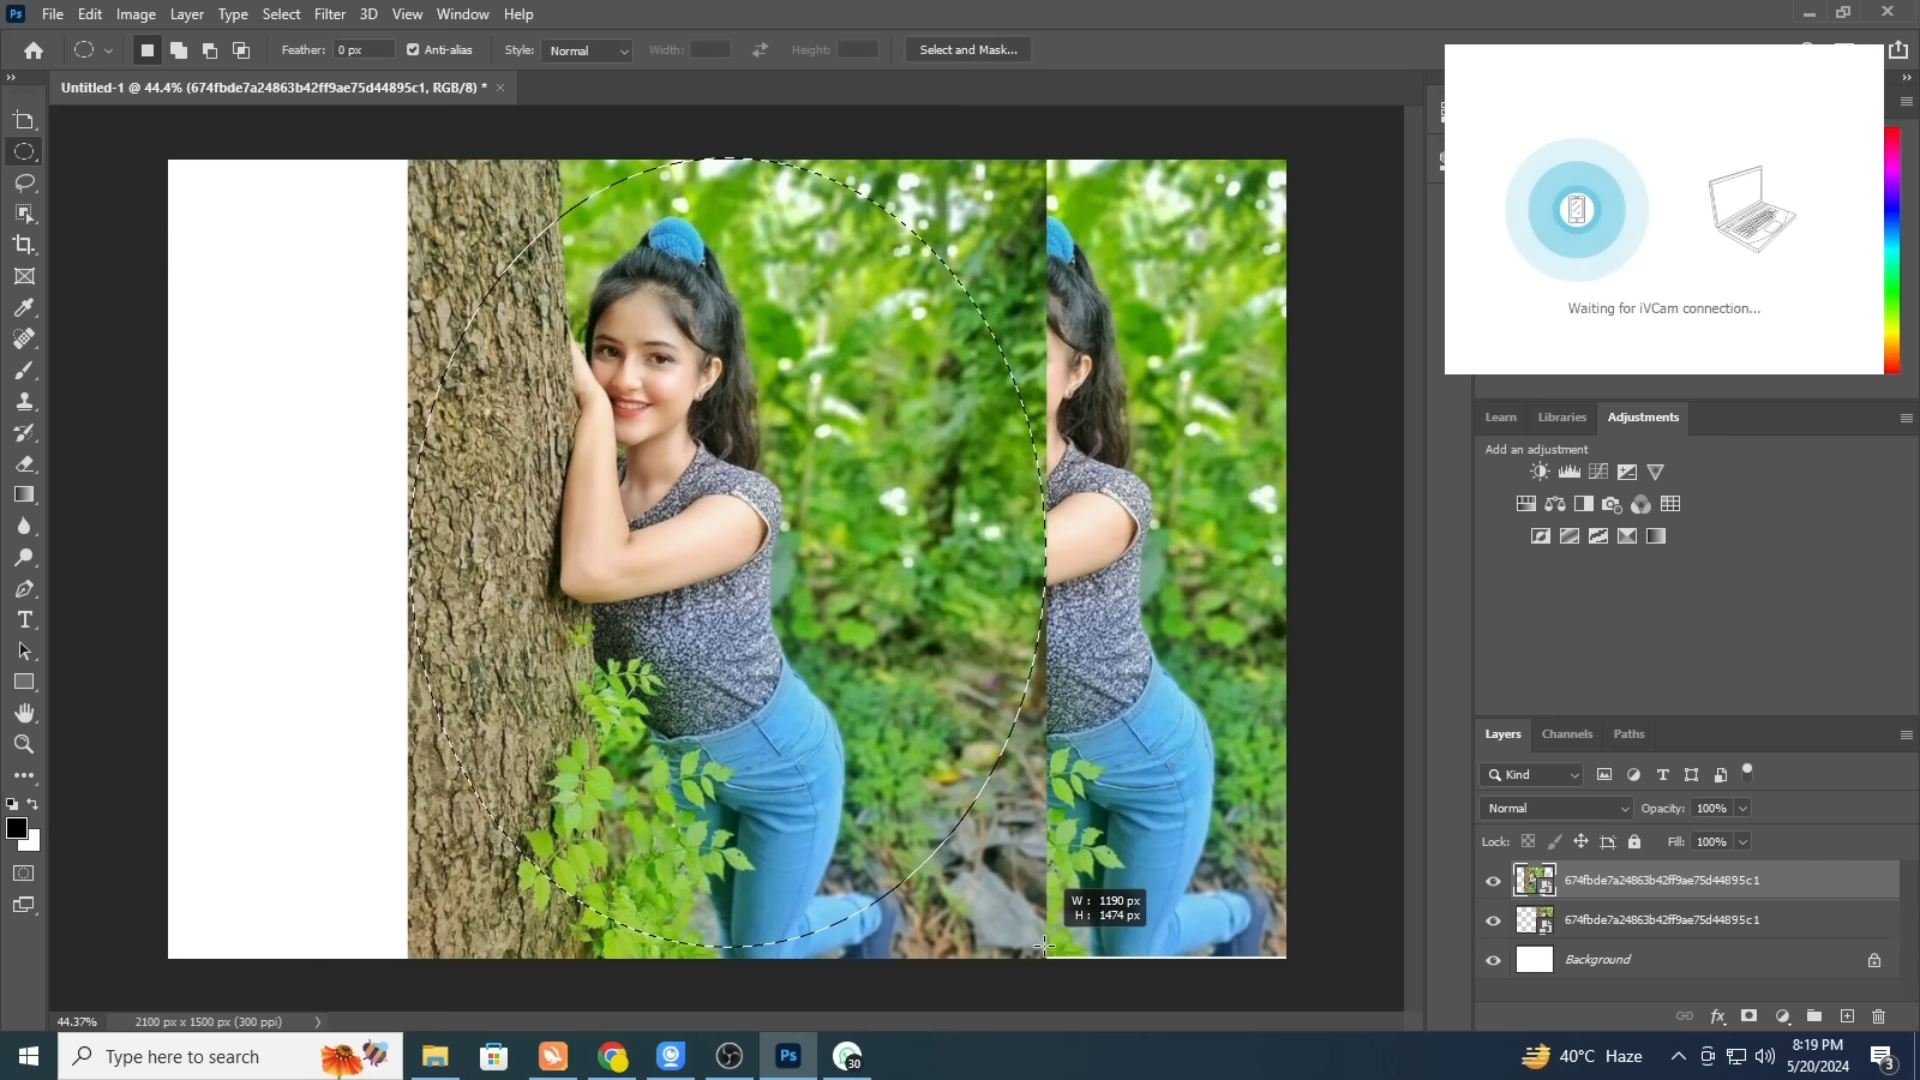 Ps File Edit Image Layer Type Select Filter 3D View Window Help
Feather: 0 px Anti-alias Style: Normal Width: Height: Select and Mask...
Untitled-1 @ 44.4% (674fbde7a24863b42ff9ae75d44895c1, RGB/8) * ×
Waiting for iVCam connection...
Learn Libraries Adjustments
Add an adjustment
Layers Channels Paths
Kind
Normal Opacity: 100%
Lock: Fill: 100%
674fbde7a24863b42ff9ae75d44895c1
674fbde7a24863b42ff9ae75d44895c1
Background
W : 1190 px
H : 1474 px
44.37% 2100 px x 1500 px (300 ppi)
Type here to search
Ps
30
40°C Haze
8:19 PM
5/20/2024
3